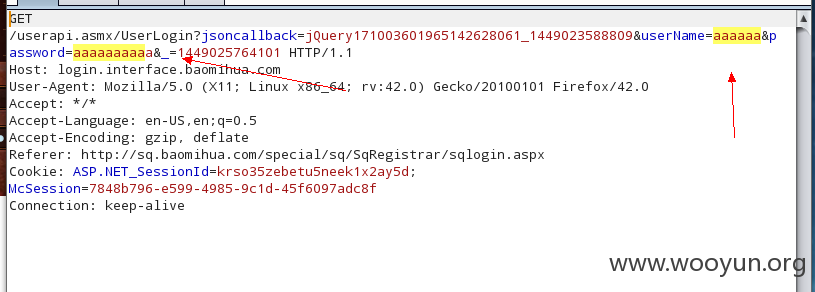 GET
/userapi.asmx/UserLogin?jsoncallback=jQuery171003601965142628061_1449023588809&userName=aaaaaa&p
assword=aaaaaaaaaa&_=1449025764101 HTTP/1.1
Host: login.interface.baomihua.com
User-Agent: Mozilla/5.0 (X11; Linux x86_64; rv:42.0) Gecko/20100101 Firefox/42.0
Accept: */*
Accept-Language: en-US,en;q=0.5
Accept-Encoding: gzip, deflate
Referer: http://sq.baomihua.com/special/sq/SqRegistrar/sqlogin.aspx
Cookie: ASP.NET_SessionId=krso35zebetu5neek1x2ay5d;
McSession=7848b796-e599-4985-9c1d-45f6097adc8f
Connection: keep-alive
www.wooyun.org